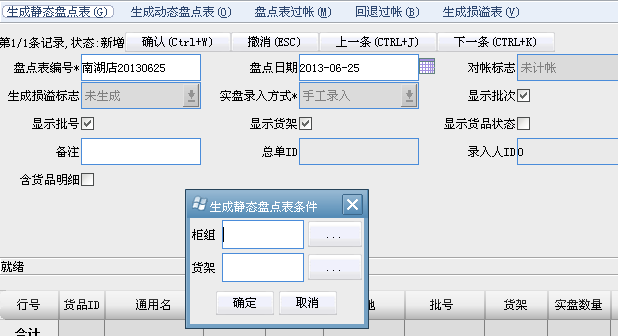 生成静态盘点表(G) 生成动态盘点表(O) 盘点表过帐(M) 回退过帐(B) 生成损溢表(V)
第1/1条记录,状态:新增 确认(Ctrl+W) 撤消(ESC) 上一条(CTRL+J) 下一条(CTRL+K)
盘点表编号* 南湖店20130625 盘点日期 2013-06-25 对帐标志 未计帐
生成损溢标志 未生成 实盘录入方式* 手工录入 显示批次
显示批号 显示货架 显示货品状态
备注 总单ID 录入人ID 0
含货品明细
生成静态盘点表条件
柜组 ...
货架 ...
确定 取消
就绪
行号 货品ID 通用名 地 批号 货架 实盘数量
合计